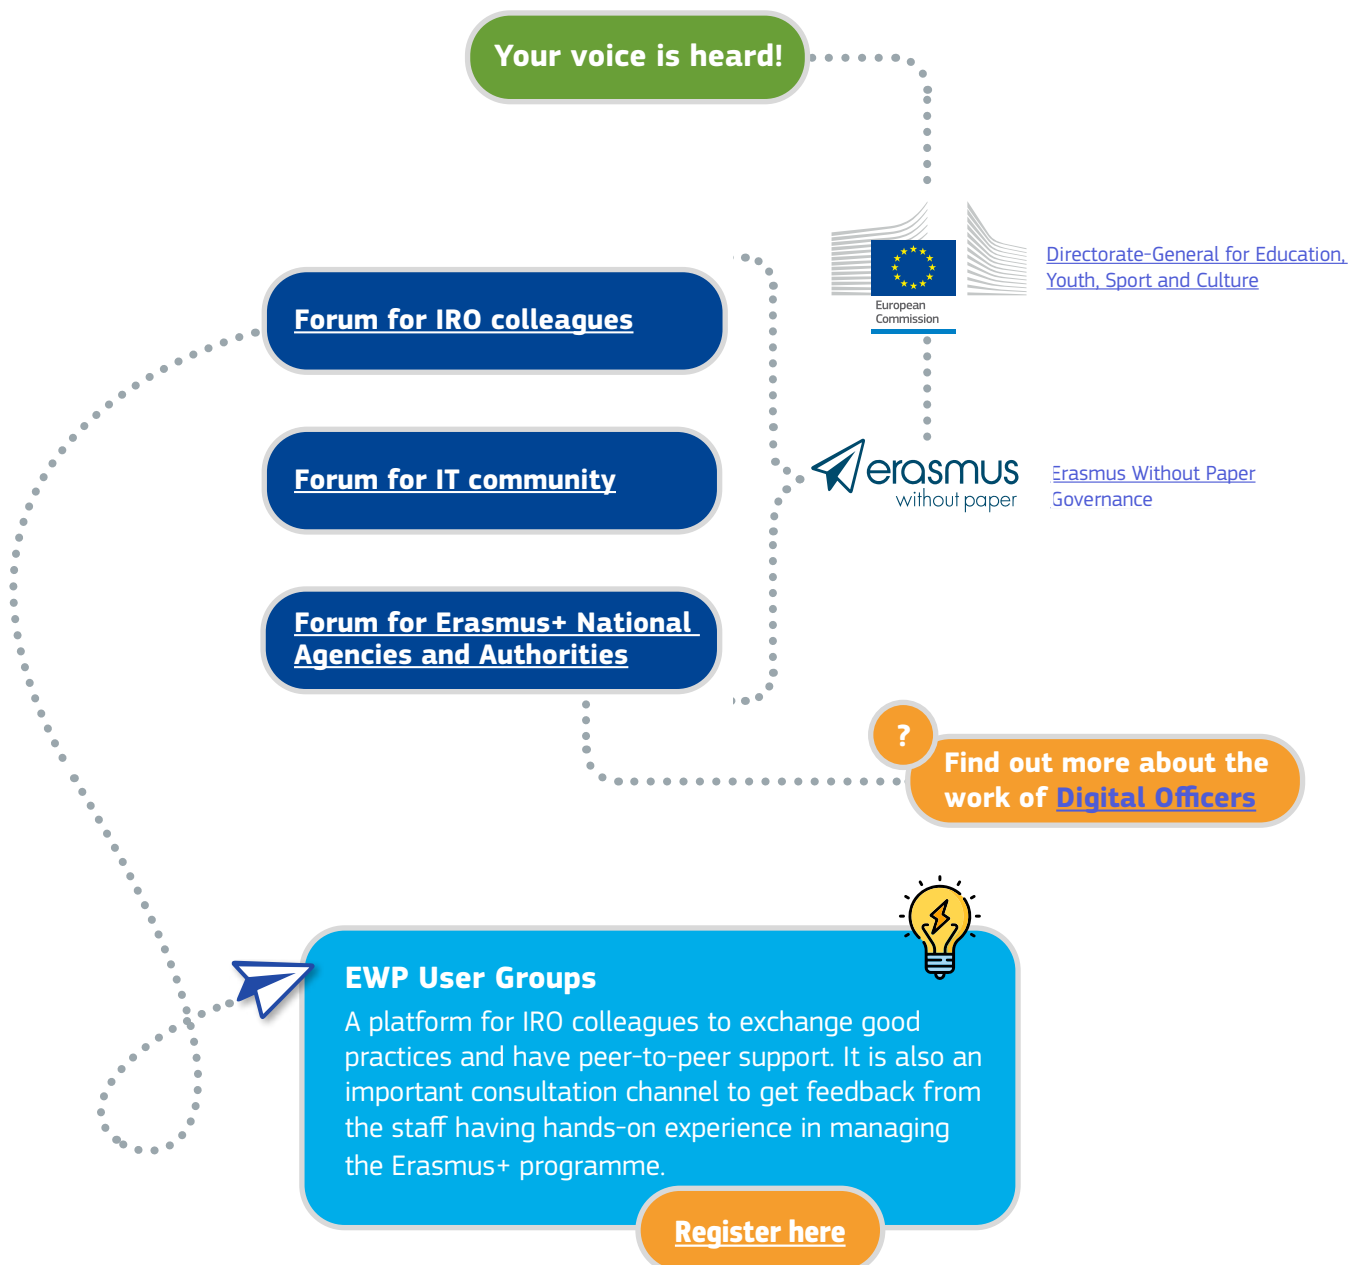 Your voice is heard!
European
Commission
Directorate-General for Education,
Youth, Sport and Culture
Forum for IRO colleagues
Forum for IT community
erasmus
without paper
Erasmus Without Paper
Governance
Forum for Erasmus+ National
Agencies and Authorities
?
Find out more about the
work of Digital Officers
EWP User Groups
A platform for IRO colleagues to exchange good
practices and have peer-to-peer support. It is also an
important consultation channel to get feedback from
the staff having hands-on experience in managing
the Erasmus+ programme.
Register here